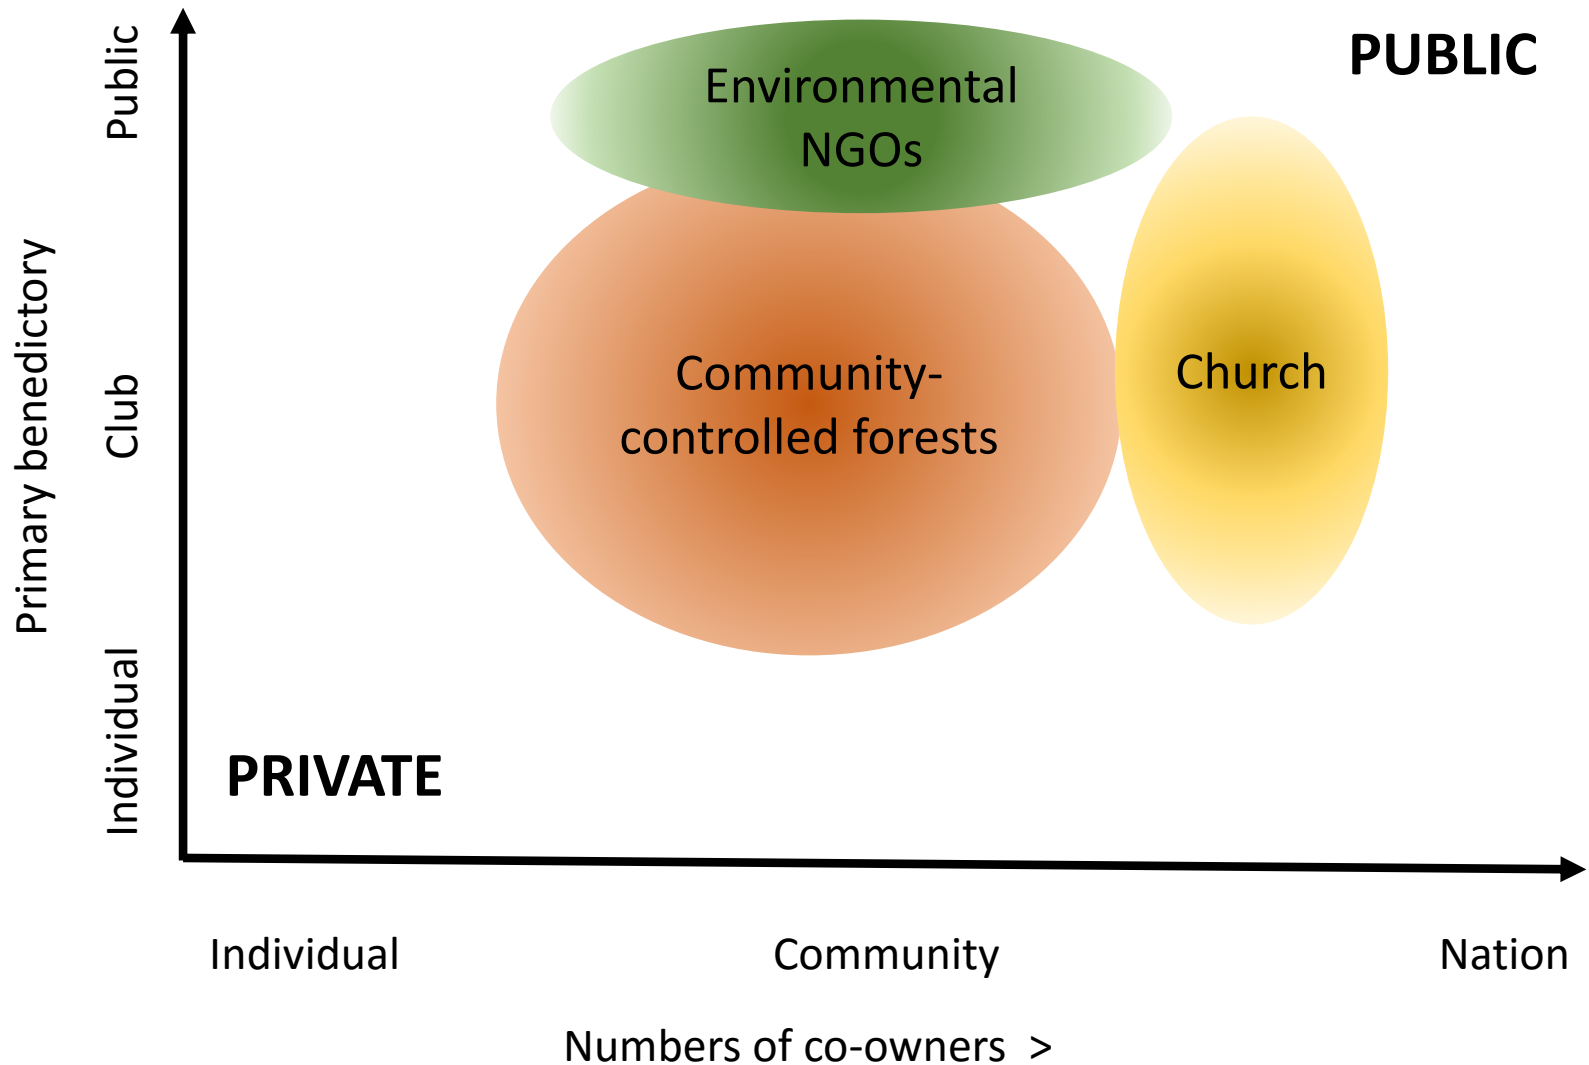 PUBLIC
Environmental
NGOs
Church
Community-
controlled forests
PRIVATE
Primary benedictory
Public
Club
Individual
Individual
Community
Nation
Numbers of co-owners >